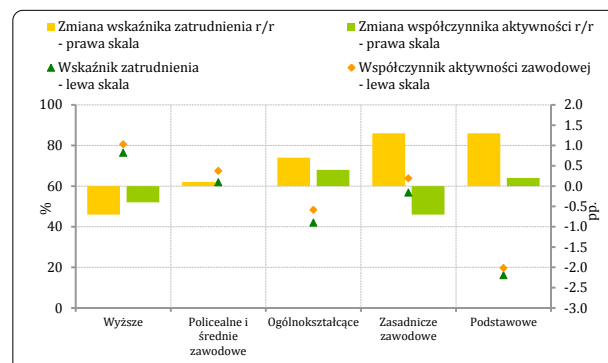 Zmiana wskaźnika zatrudnienia r/r
- prawa skala
Zmiana współczynnika aktywności r/r
- prawa skala
Wskaźnik zatrudnienia
- lewa skala
Współczynnik aktywności zawodowej
- lewa skala
100
80
60
40
20
0
%
2.0
1.5
1.0
0.5
0.0
-0.5
-1.0
-1.5
-2.0
-2.5
-3.0
pp.
Wyższe
Policealne i
średnie
zawodowe
Ogólnokształcące
Zasadnicze
zawodowe
Podstawowe